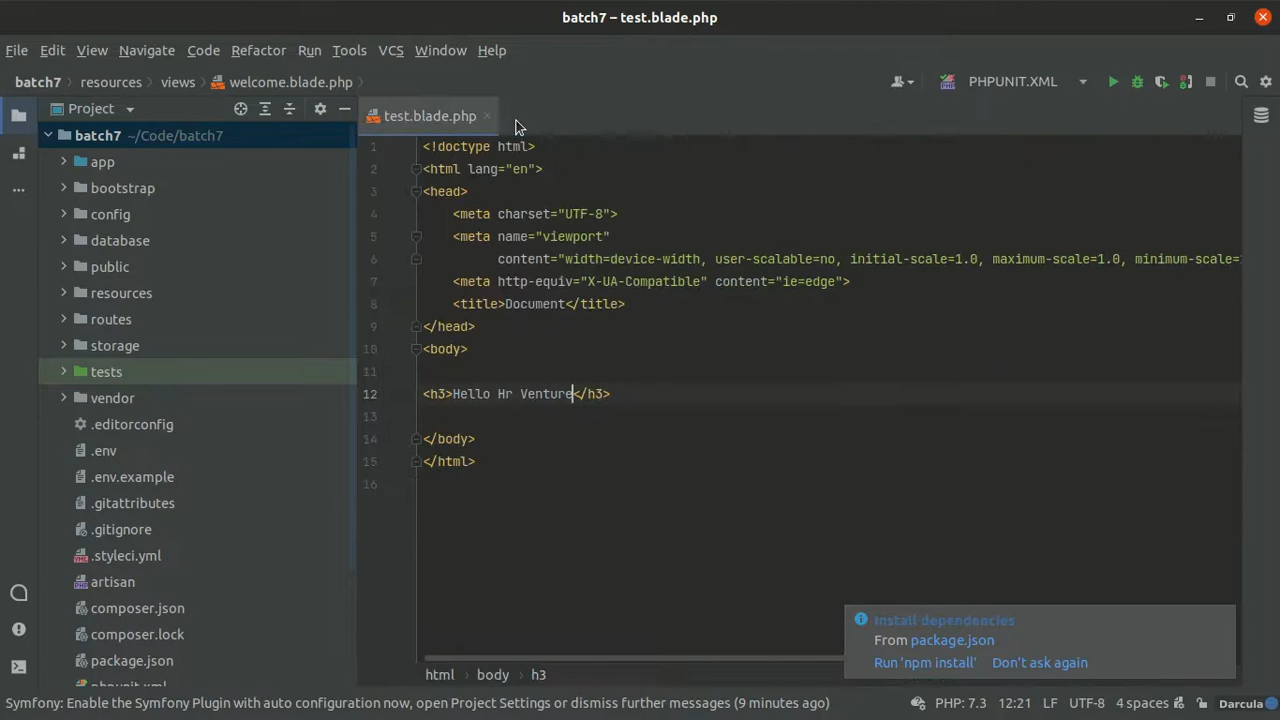 batch7 – test.blade.php
File Edit View Navigate Code Refactor Run Tools VCS Window Help
batch7 resources views welcome.blade.php PHPUNIT.XML
Project
test.blade.php
batch7 ~/Code/batch7
app
bootstrap
config
database
public
resources
routes
storage
tests
vendor
.editorconfig
.env
.env.example
.gitattributes
.gitignore
.styleci.yml
artisan
composer.json
composer.lock
package.json
phpunit.xml
1 <!doctype html>
2 <html lang="en">
3 <head>
4 <meta charset="UTF-8">
5 <meta name="viewport"
6 content="width=device-width, user-scalable=no, initial-scale=1.0, maximum-scale=1.0, minimum-scale=
7 <meta http-equiv="X-UA-Compatible" content="ie=edge">
8 <title>Document</title>
9 </head>
10 <body>
11
12 <h3>Hello Hr Venture</h3>
13
14 </body>
15 </html>
16
Install dependencies
From package.json
Run 'npm install' Don't ask again
html body h3
Symfony: Enable the Symfony Plugin with auto configuration now, open Project Settings or dismiss further messages (9 minutes ago) PHP: 7.3 12:21 LF UTF-8 4 spaces Darcula